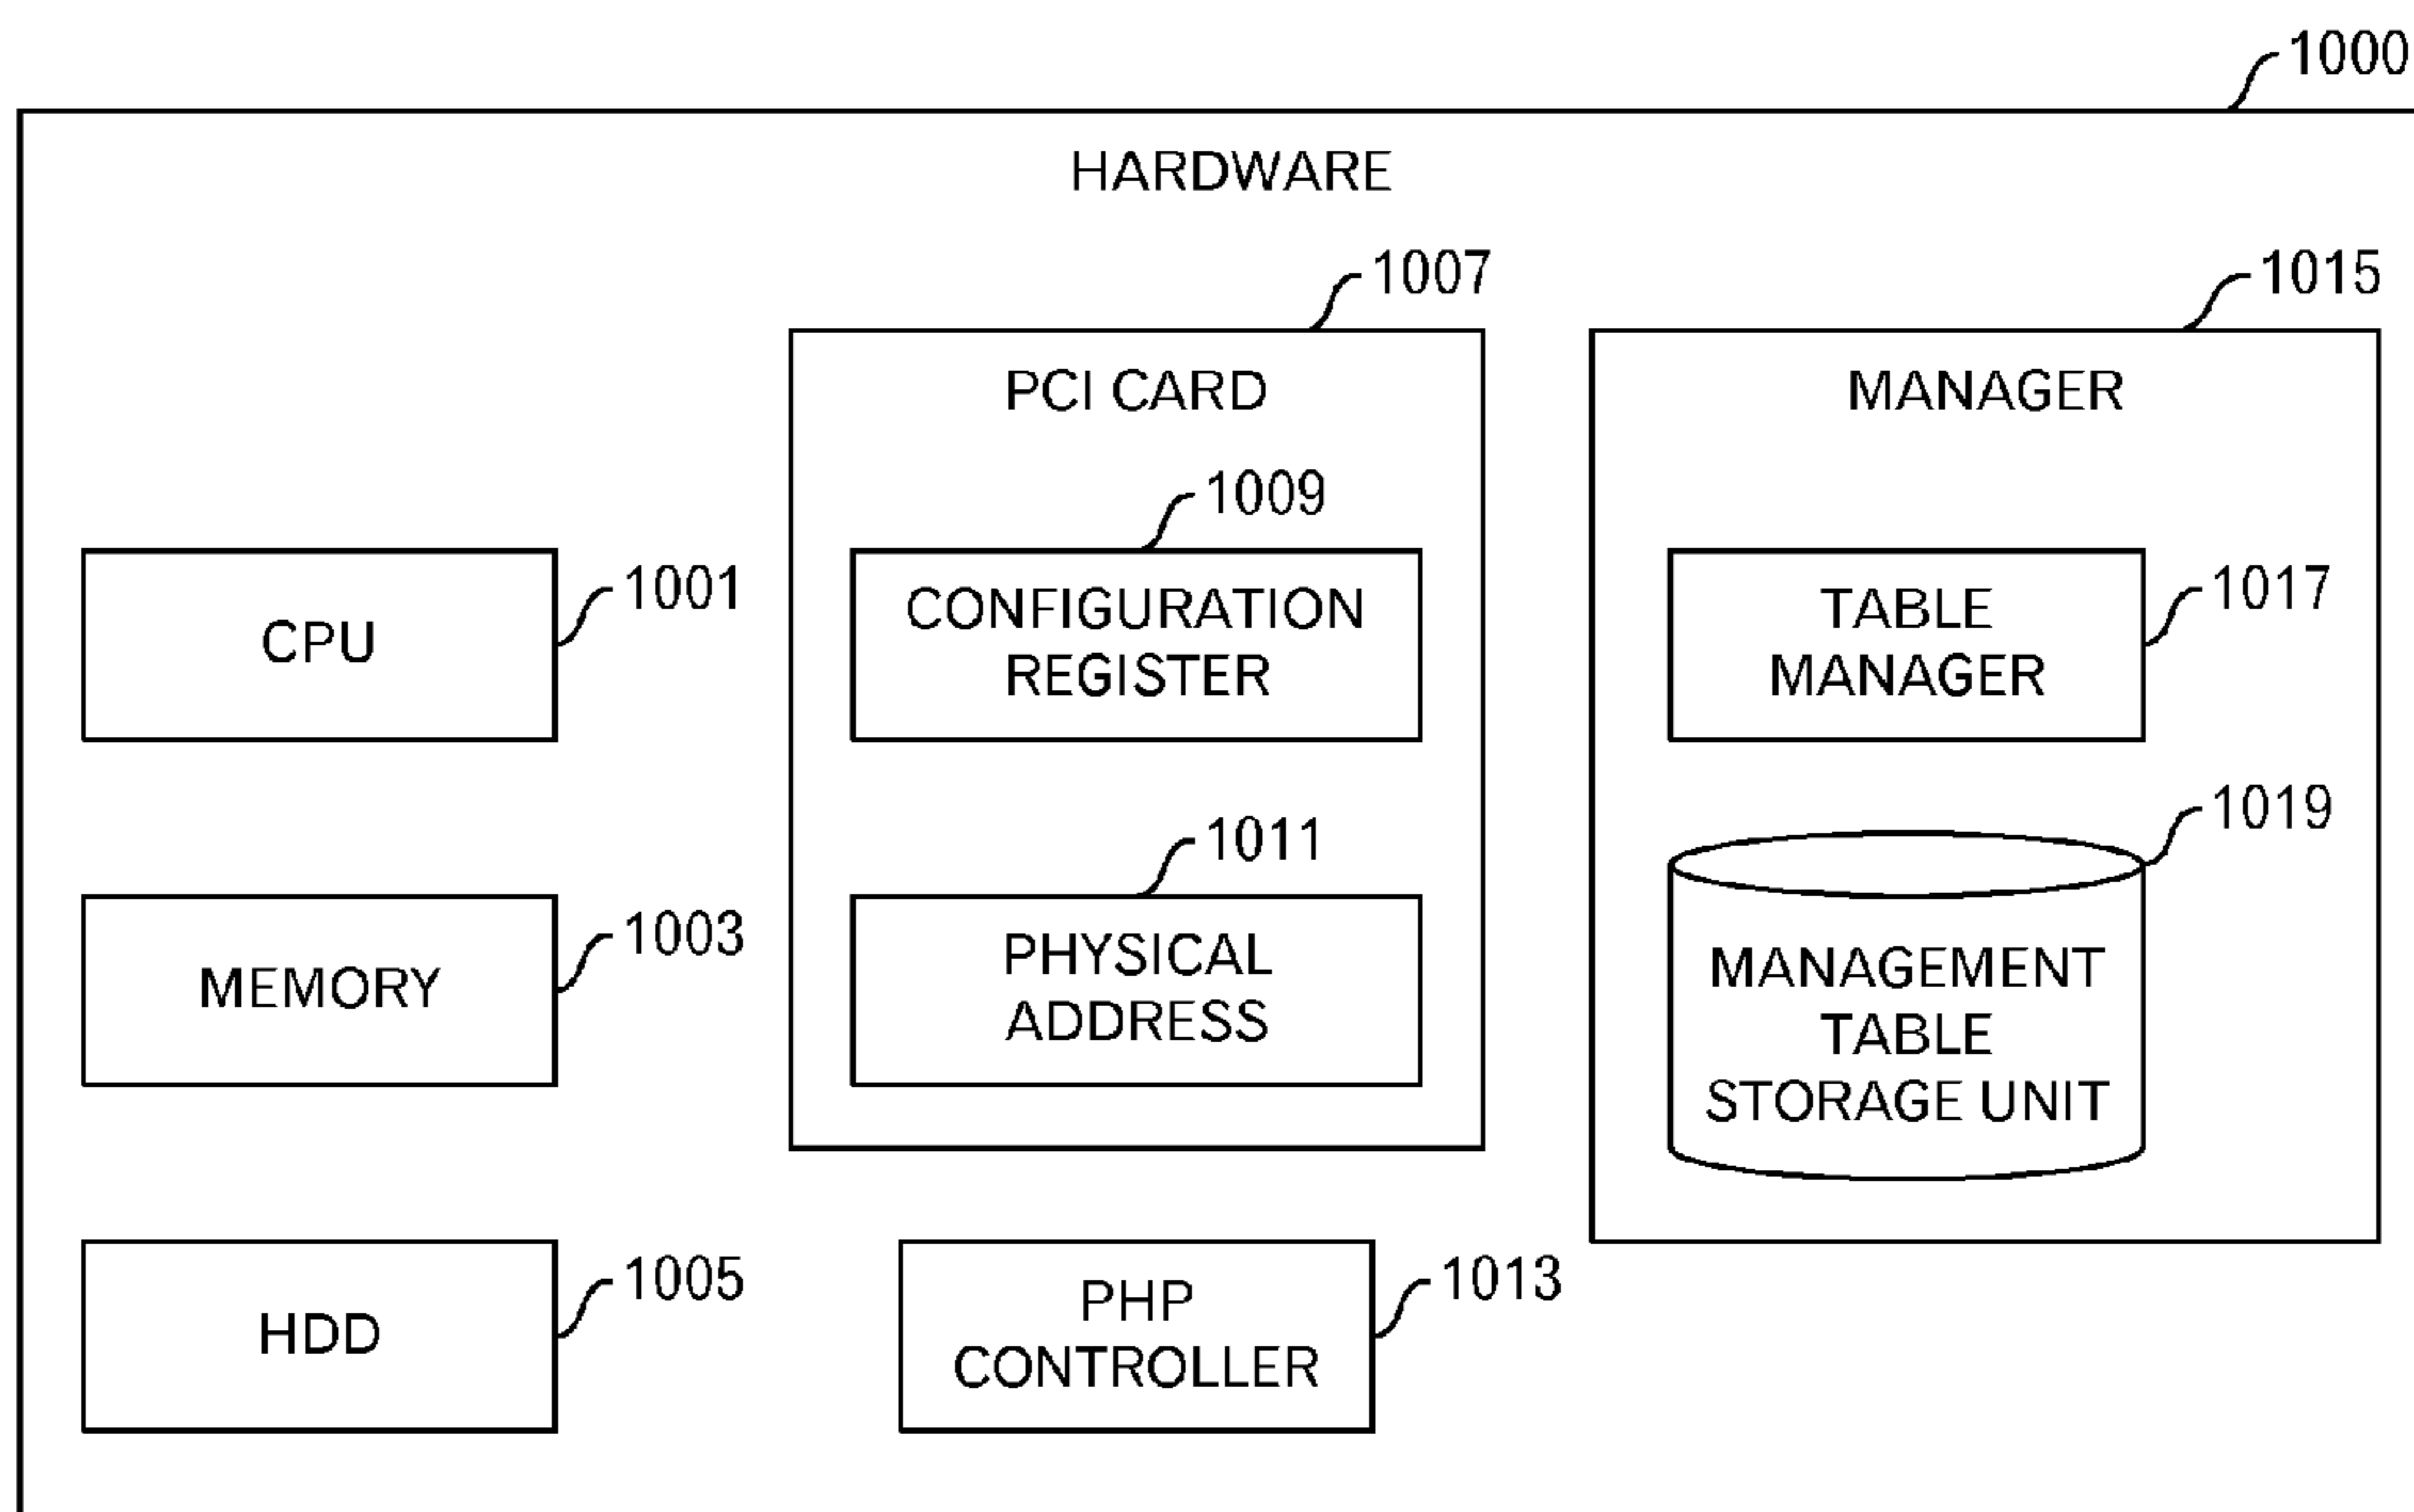 1000
HARDWARE
1007
1015
PCI CARD
MANAGER
1009
1001
CONFIGURATION
REGISTER
1017
TABLE
MANAGER
CPU
1011
1019
1003
MEMORY
PHYSICAL
ADDRESS
MANAGEMENT
TABLE
STORAGE UNIT
1005
HDD
1013
PHP
CONTROLLER